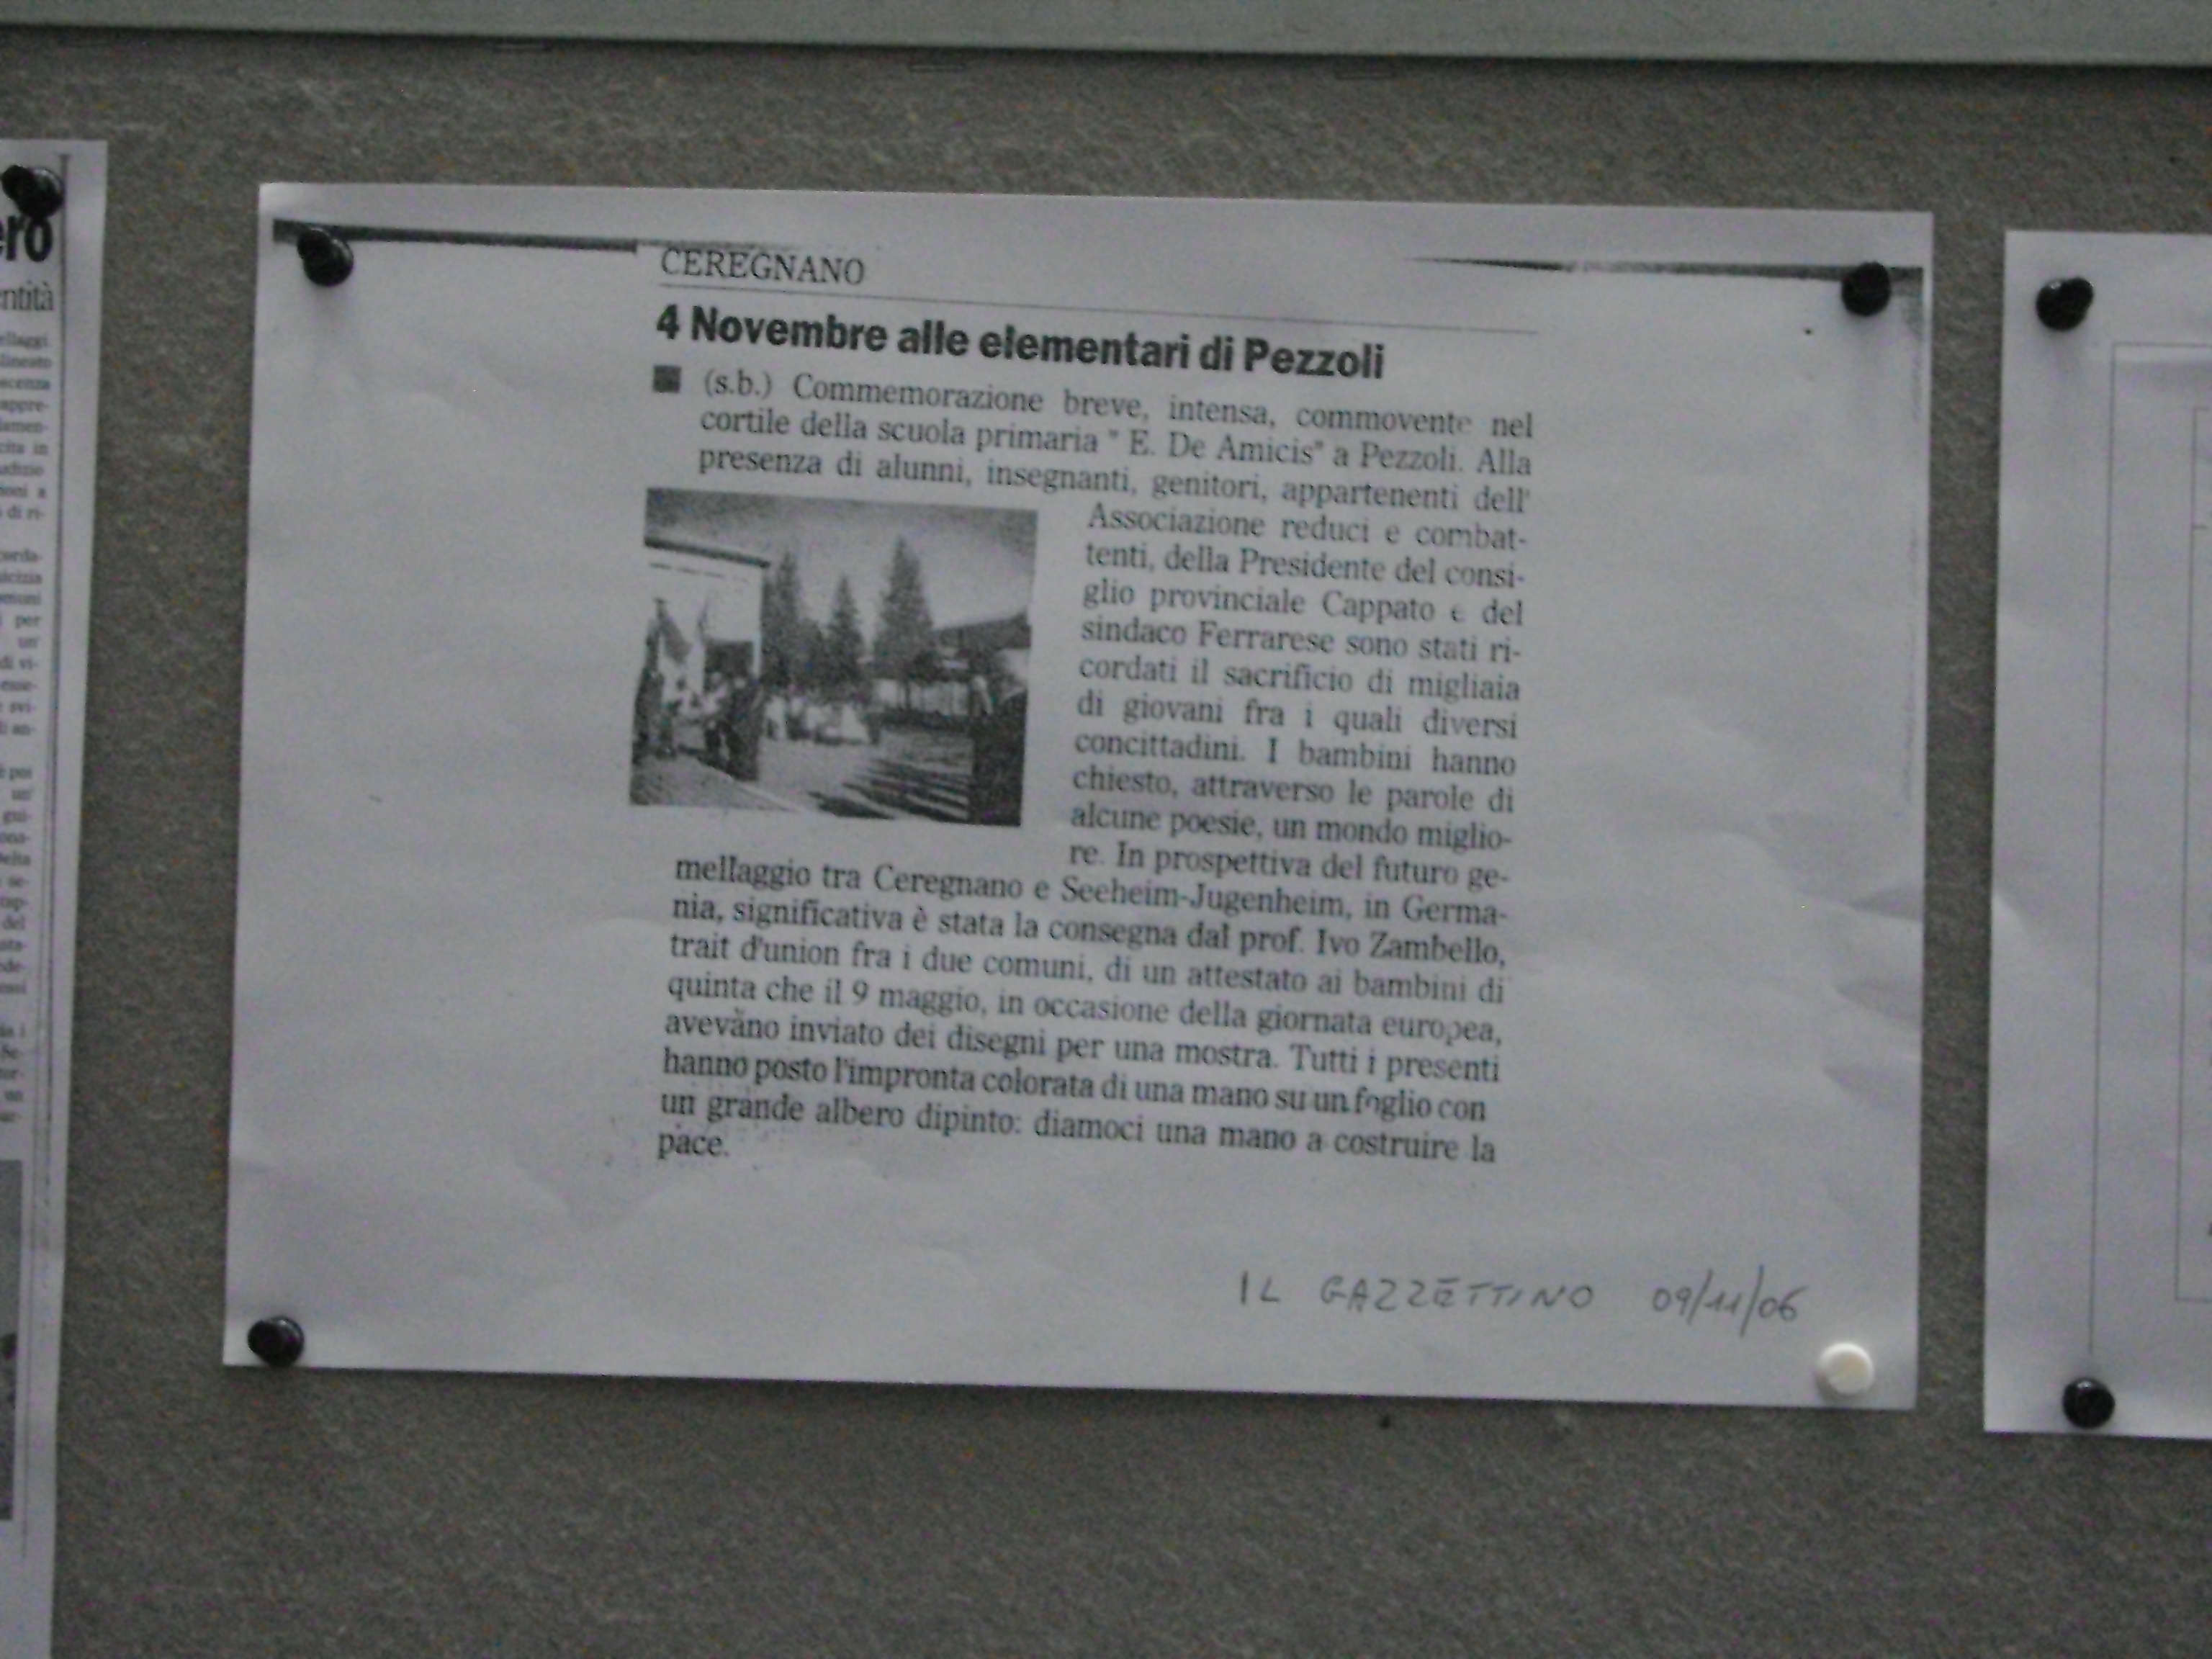 ero
entità
CEREGNANO
4 Novembre alle elementari di Pezzoli
(s.b.) Commemorazione breve, intensa, commovente nel
cortile della scuola primaria " E. De Amicis" a Pezzoli. Alla
presenza di alunni, insegnanti, genitori, appartenenti dell'
Associazione reduci e combat-
tenti, della Presidente del consi-
glio provinciale Cappato e del
sindaco Ferrarese sono stati ri-
cordati il sacrificio di migliaia
di giovani fra i quali diversi
concittadini. I bambini hanno
chiesto, attraverso le parole di
alcune poesie, un mondo miglio-
re. In prospettiva del futuro ge-
mellaggio tra Ceregnano e Seeheim-Jugenheim, in Germa-
nia, significativa è stata la consegna dal prof. Ivo Zambello,
trait d'union fra i due comuni, di un attestato ai bambini di
quinta che il 9 maggio, in occasione della giornata europea,
avevano inviato dei disegni per una mostra. Tutti i presenti
hanno posto l'impronta colorata di una mano su un foglio con
un grande albero dipinto: diamoci una mano a costruire la
pace.
IL GAZZETTINO 09/11/06